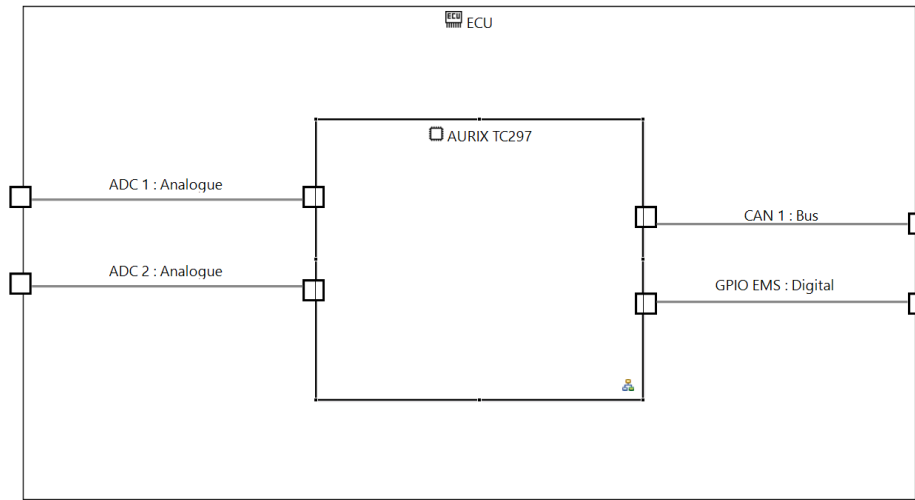 ECU
AURIX TC297
ADC 1 : Analogue
CAN 1 : Bus
ADC 2 : Analogue
GPIO EMS : Digital